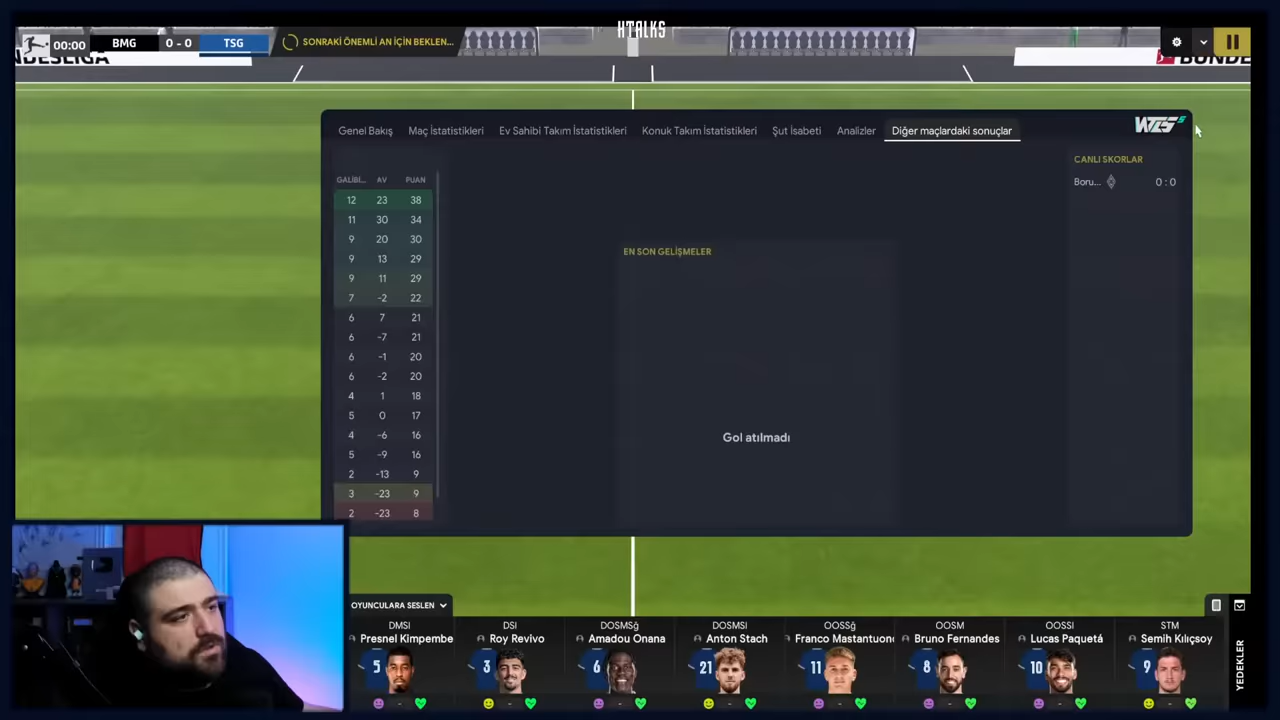 HTALKS
00:00 BMG 0 - 0 TSG SONRAKİ ÖNEMLİ AN İÇİN BEKLEN...
NDESLIGA
BUNDE
Genel Bakış Maç İstatistikleri Ev Sahibi Takım İstatistikleri Konuk Takım İstatistikleri Şut İsabeti Analizler Diğer maçlardaki sonuçlar
CANLI SKORLAR
Boru... 0 : 0
GALİBİ... AV PUAN
12 23 38
11 30 34
9 20 30
9 13 29
9 11 29
7 -2 22
6 7 21
6 -7 21
6 -1 20
6 -2 20
4 1 18
5 0 17
4 -6 16
5 -9 16
2 -13 9
3 -23 9
2 -23 8
EN SON GELİŞMELER
Gol atılmadı
OYUNCULARA SESLEN
DMSI DSI DOSMSğ DOSMSI OOSSğ OOSM OOSSI STM
Presnel Kimpembe Roy Revivo Amadou Onana Anton Stach Franco Mastantuono Bruno Fernandes Lucas Paquetá Semih Kılıçsoy
5 3 6 21 11 8 10 9
YEDEKLER